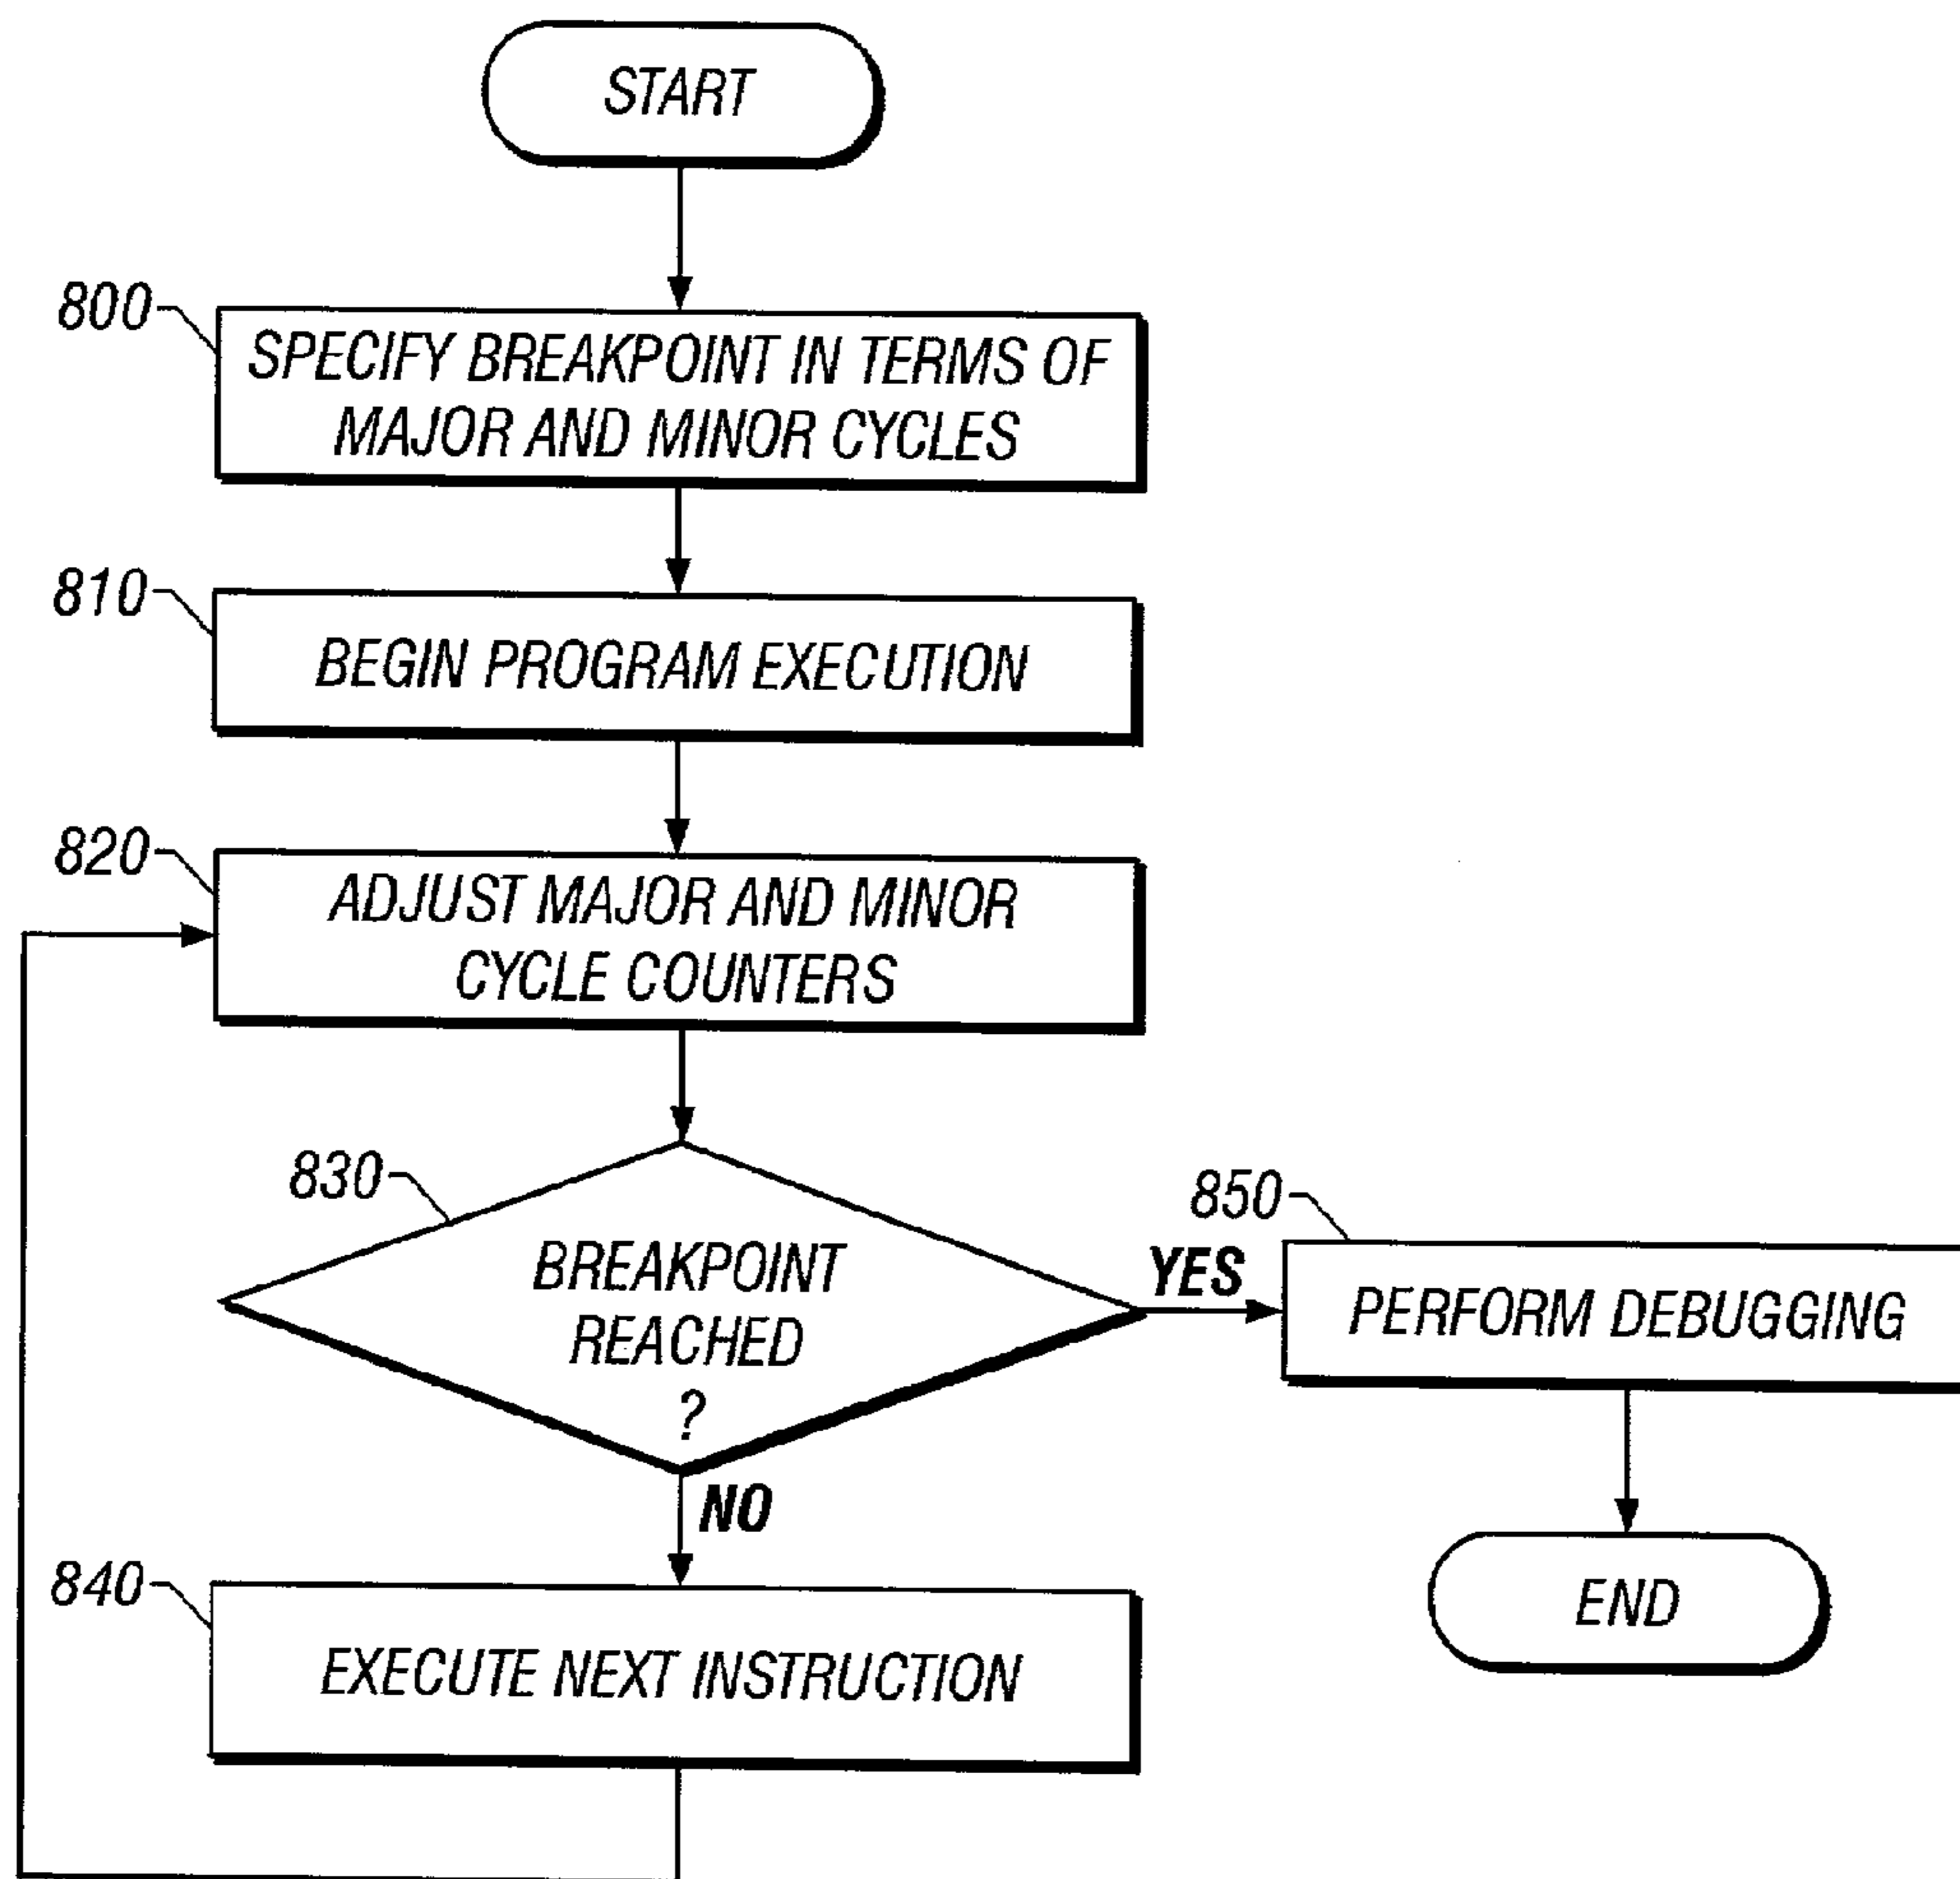 START
800
SPECIFY BREAKPOINT IN TERMS OF
MAJOR AND MINOR CYCLES
810
BEGIN PROGRAM EXECUTION
820
ADJUST MAJOR AND MINOR
CYCLE COUNTERS
830
BREAKPOINT
REACHED
?
YES
850
PERFORM DEBUGGING
NO
END
840
EXECUTE NEXT INSTRUCTION